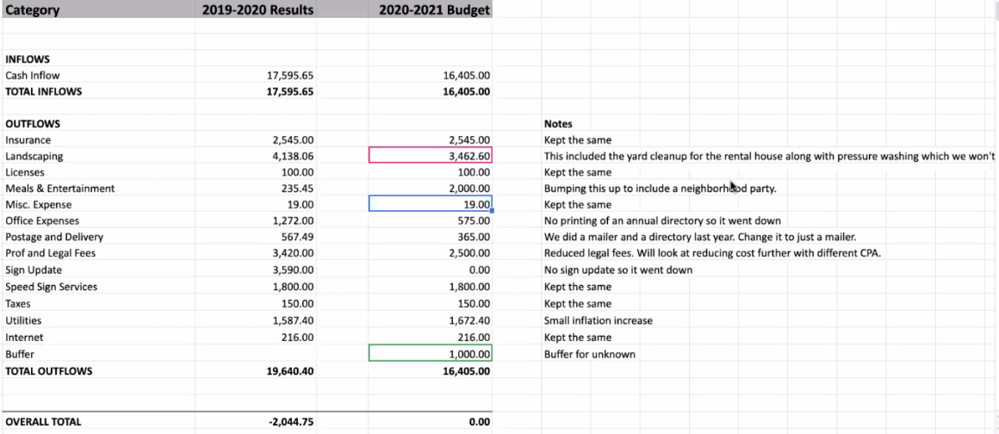 Category 2019-2020 Results 2020-2021 Budget
INFLOWS
Cash Inflow 17,595.65 16,405.00
TOTAL INFLOWS 17,595.65 16,405.00
OUTFLOWS Notes
Insurance 2,545.00 2,545.00 Kept the same
Landscaping 4,138.06 3,462.60 This included the yard cleanup for the rental house along with pressure washing which we won't
Licenses 100.00 100.00 Kept the same
Meals & Entertainment 235.45 2,000.00 Bumping this up to include a neighborhood party.
Misc. Expense 19.00 19.00 Kept the same
Office Expenses 1,272.00 575.00 No printing of an annual directory so it went down
Postage and Delivery 567.49 365.00 We did a mailer and a directory last year. Change it to just a mailer.
Prof and Legal Fees 3,420.00 2,500.00 Reduced legal fees. Will look at reducing cost further with different CPA.
Sign Update 3,590.00 0.00 No sign update so it went down
Speed Sign Services 1,800.00 1,800.00 Kept the same
Taxes 150.00 150.00 Kept the same
Utilities 1,587.40 1,672.40 Small inflation increase
Internet 216.00 216.00 Kept the same
Buffer 1,000.00 Buffer for unknown
TOTAL OUTFLOWS 19,640.40 16,405.00
OVERALL TOTAL -2,044.75 0.00